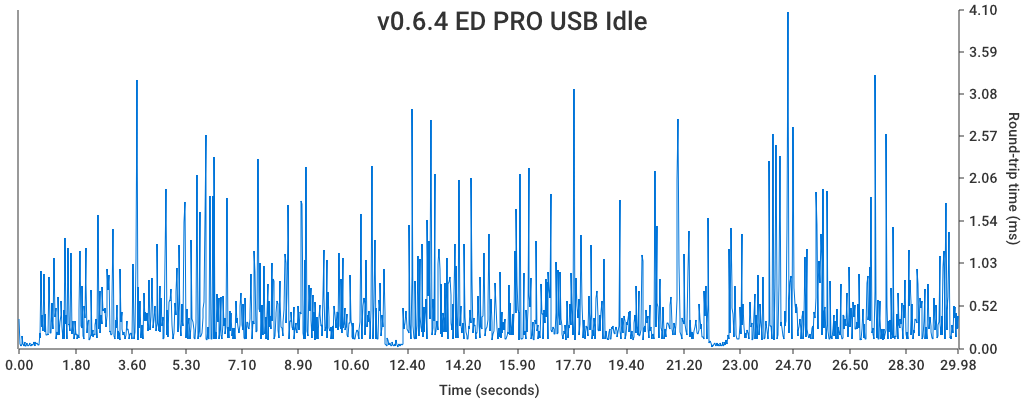 v0.6.4 ED PRO USB Idle
4.10
3.59
3.08
2.57
2.06
1.54
1.03
0.52
0.00
Round-trip time (ms)
0.00 1.80 3.60 5.30 7.10 8.90 10.60 12.40 14.20 15.90 17.70 19.40 21.20 23.00 24.70 26.50 28.30 29.98
Time (seconds)